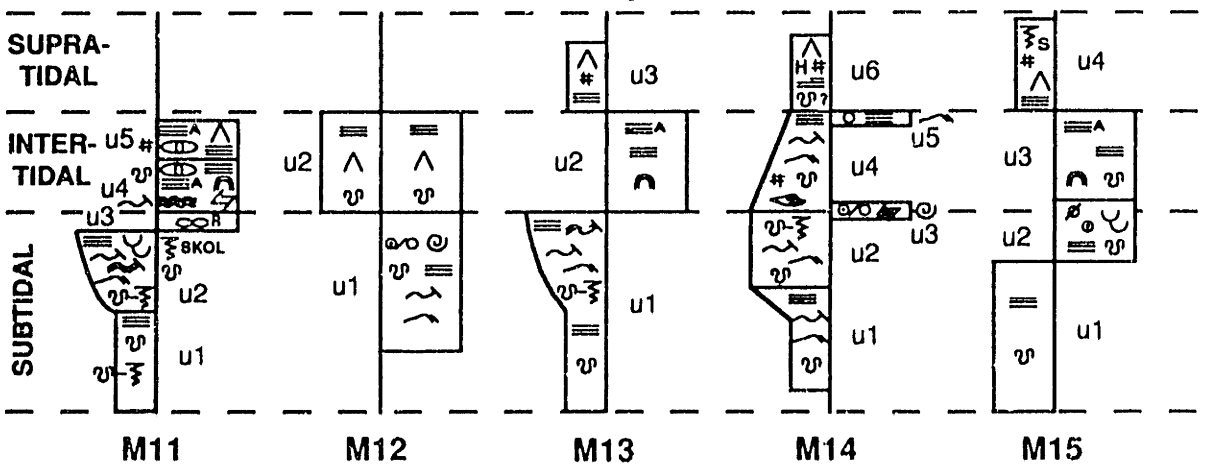 SUPRA-
TIDAL
INTER-
TIDAL
SUBTIDAL
u5 # A
u4 A
u3 R
SKOL
u2
u1
M11
u2
u1
M12
#
u3
u2 A
u1
M13
H #
?
u6
u5
u4
#
u3
u2
u1
M14
S
#
u4
u3 A
u2
u1
M15